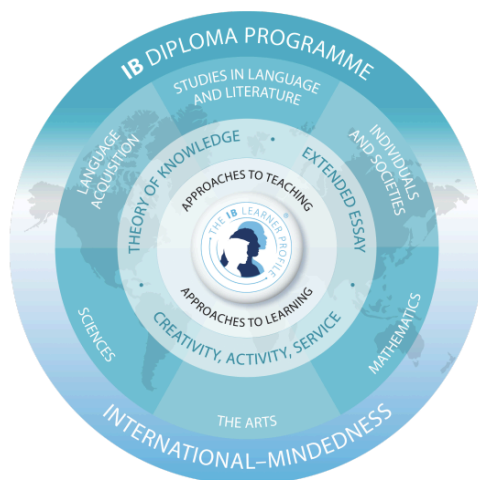 IB DIPLOMA PROGRAMME
STUDIES IN LANGUAGE
AND LITERATURE
LANGUAGE
ACQUISITION
INDIVIDUALS
AND SOCIETIES
THEORY OF KNOWLEDGE
EXTENDED ESSAY
APPROACHES TO TEACHING
THE IB LEARNER PROFILE
®
APPROACHES TO LEARNING
CREATIVITY, ACTIVITY, SERVICE
SCIENCES
MATHEMATICS
THE ARTS
INTERNATIONAL–MINDEDNESS